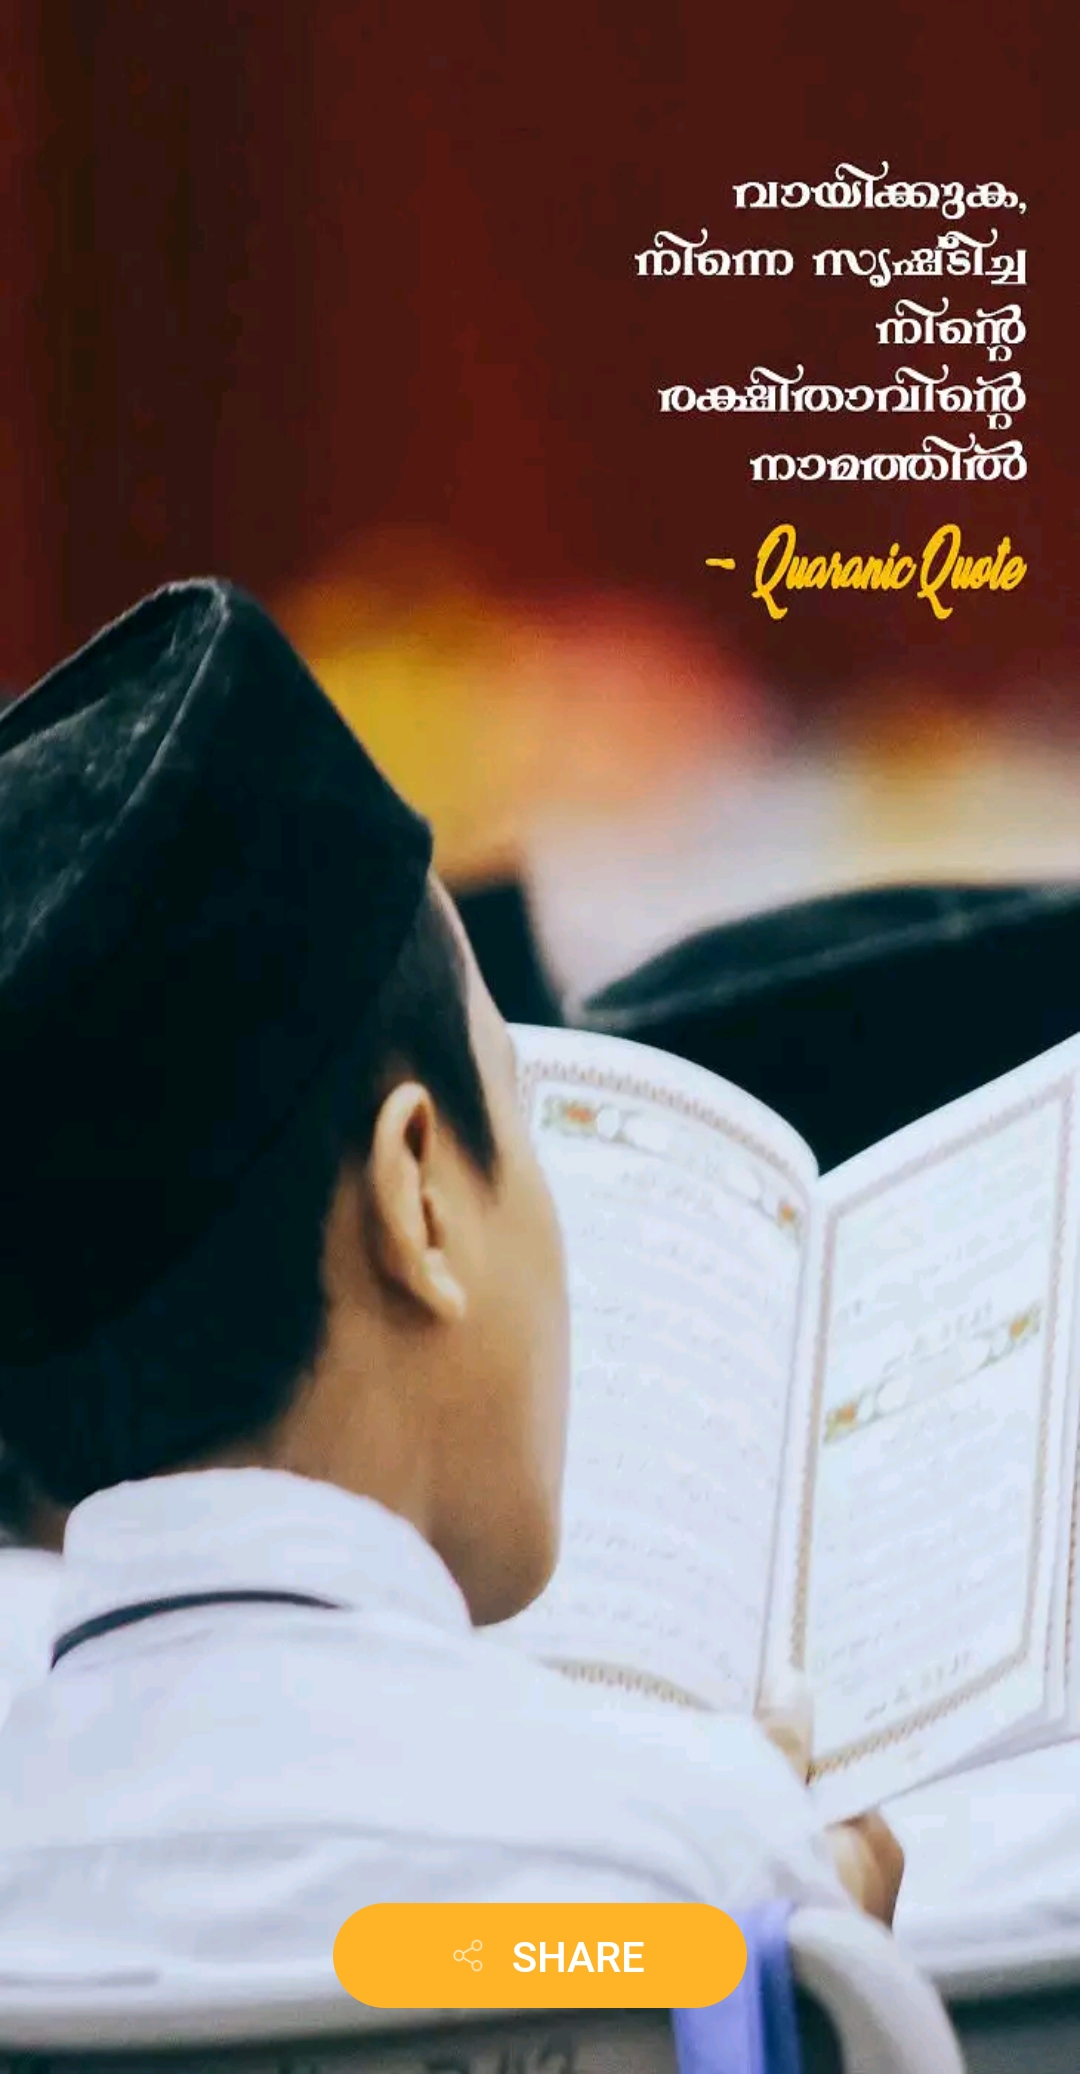 വായിക്കുക,
നിന്നെ സൃഷ്ടിച്ച
നിന്റെ
രക്ഷിതാവിന്റെ
നാമത്തിൽ
- Quaranic Quote
SHARE